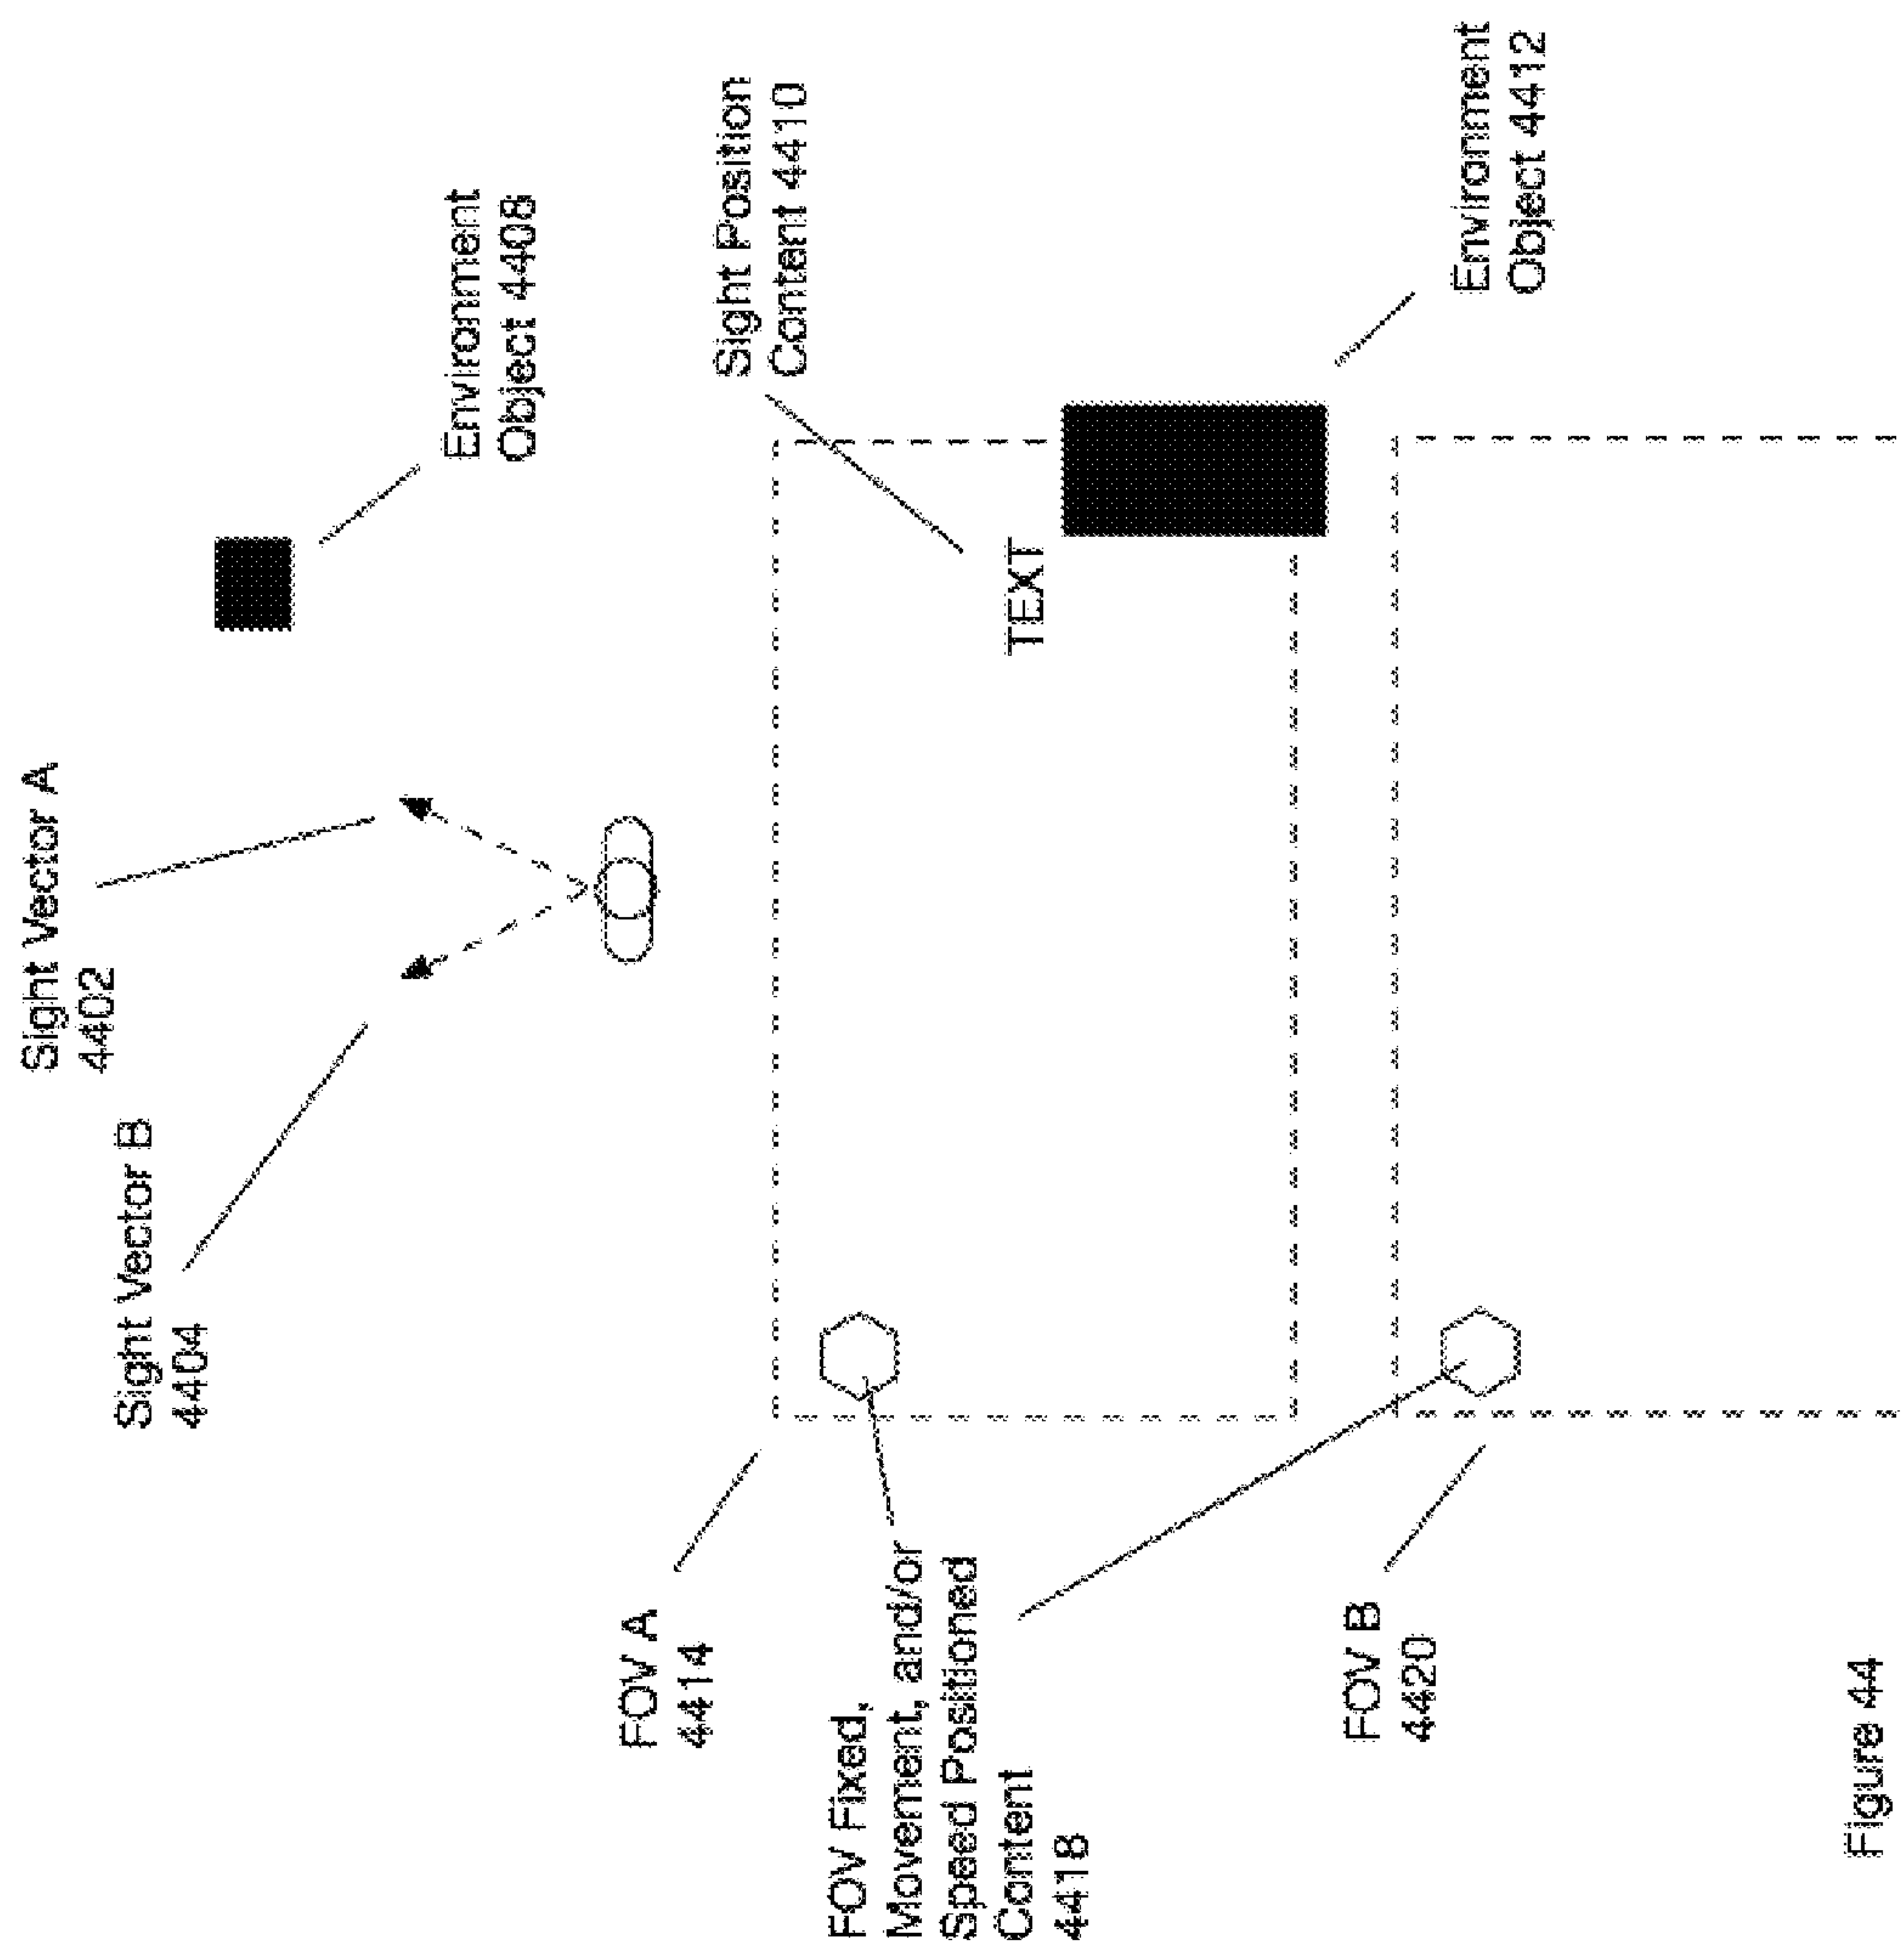 Sight Vector A
4402
Sight Vector B
4404
Environment
Object 4408
FOV A
4414
Sight Position
Content 4410
TEXT
FOV Fixed,
Movement, and/or
Speed Positioned
Content
4418
Environment
Object 4412
FOV B
4420
Figure 44